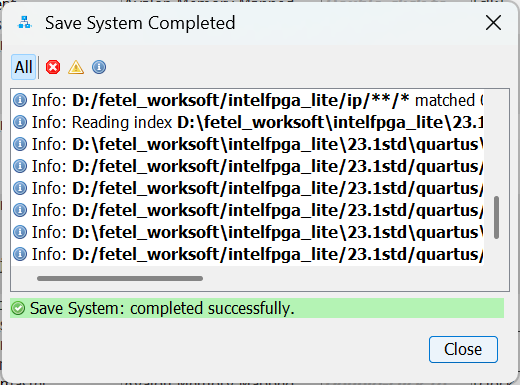 Save System Completed
All
Info: D:/fetel_worksoft/intelfpga_lite/ip/**/* matched
Info: Reading index D:\fetel_worksoft\intelfpga_lite\23.1
Info: D:\fetel_worksoft\intelfpga_lite\23.1std\quartus\
Info: D:/fetel_worksoft/intelfpga_lite/23.1std/quartus/
Info: D:/fetel_worksoft/intelfpga_lite/23.1std/quartus/
Info: D:/fetel_worksoft/intelfpga_lite/23.1std/quartus/
Info: D:\fetel_worksoft\intelfpga_lite\23.1std\quartus\
Info: D:/fetel_worksoft/intelfpga_lite/23.1std/quartus/
Save System: completed successfully.
Close